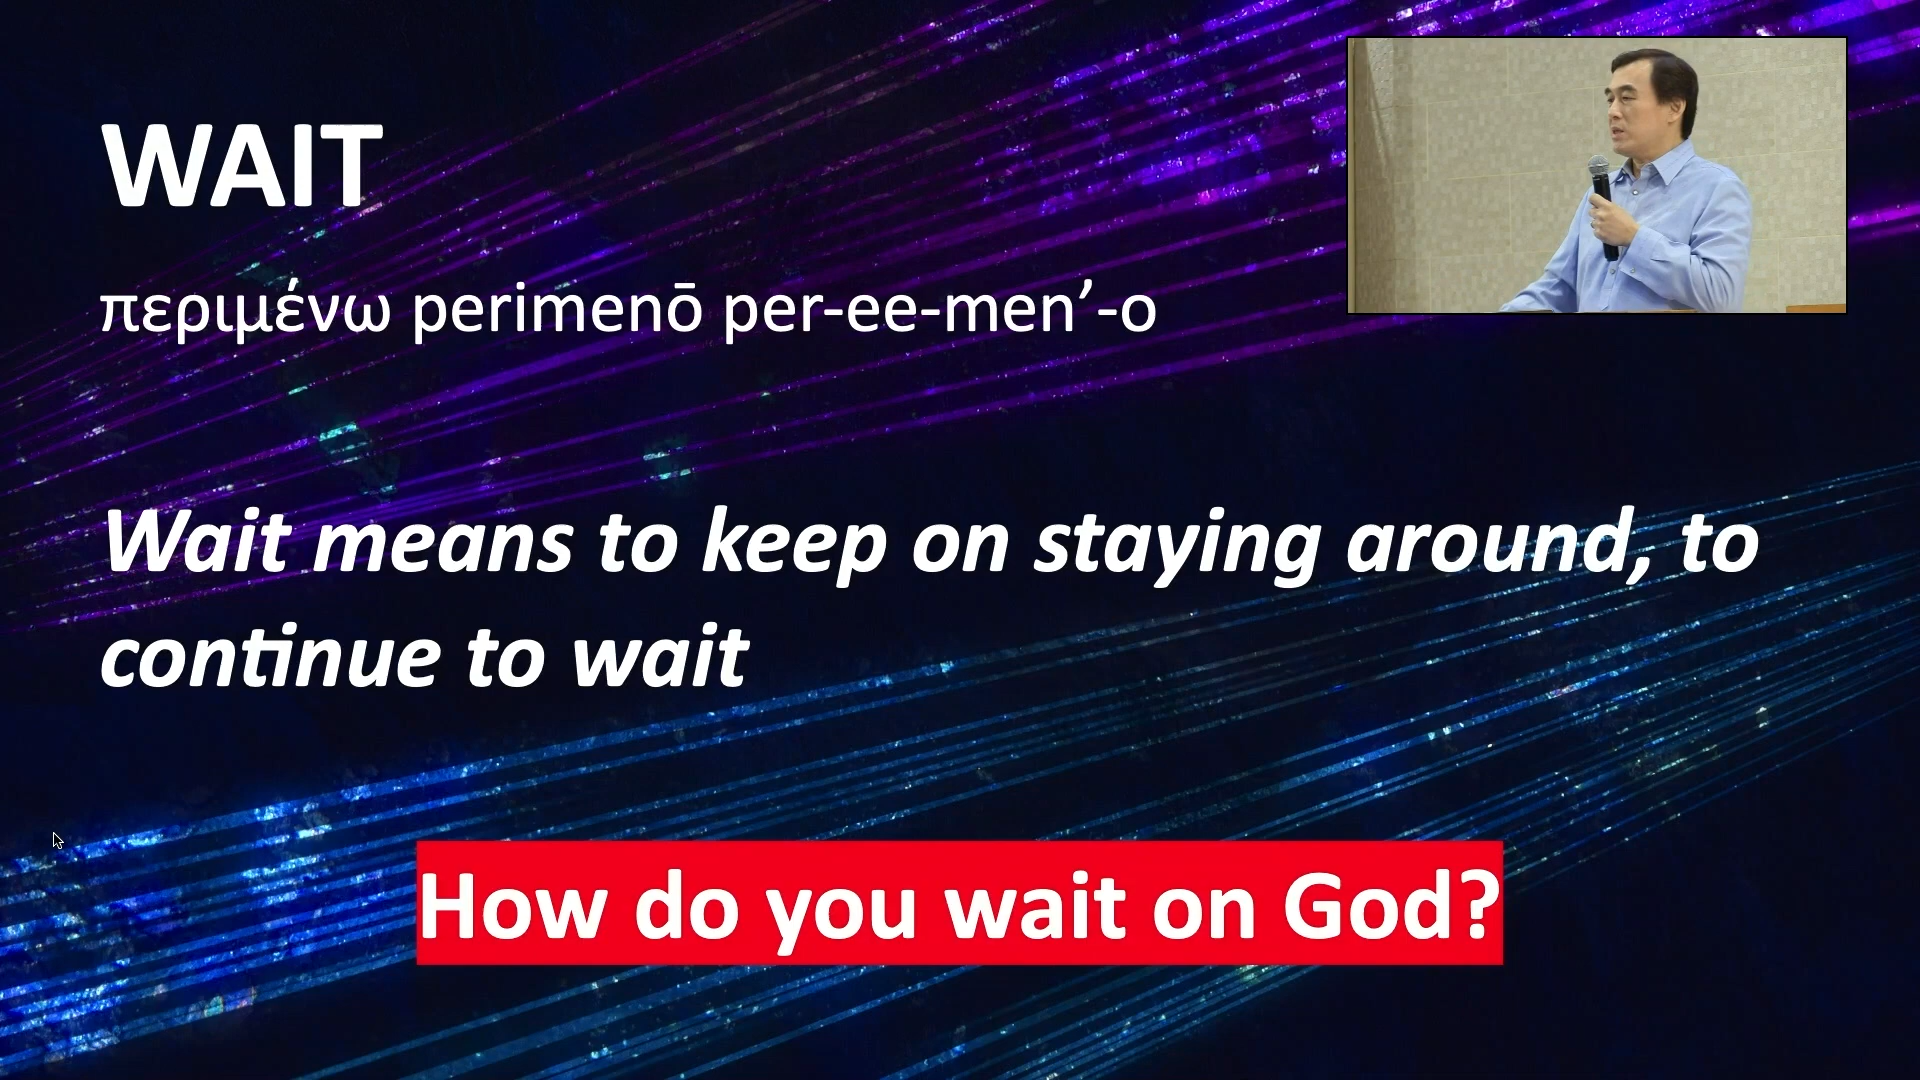 WAIT
περιμένω perimenō per-ee-men’-o
Wait means to keep on staying around, to
continue to wait
How do you wait on God?